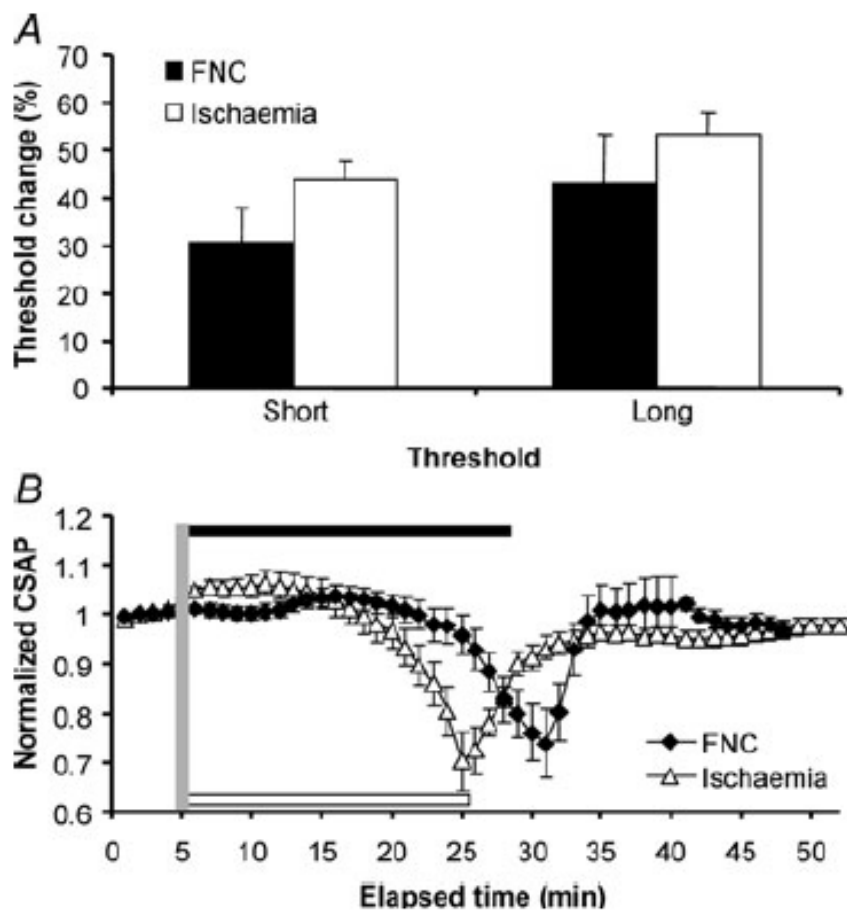 A
70
60
50
40
30
20
10
0
Threshold change (%)
FNC
Ischaemia
Short Long
Threshold
B
1.2
1.1
1
0.9
0.8
0.7
0.6
Normalized CSAP
FNC
Ischaemia
0 5 10 15 20 25 30 35 40 45 50
Elapsed time (min)